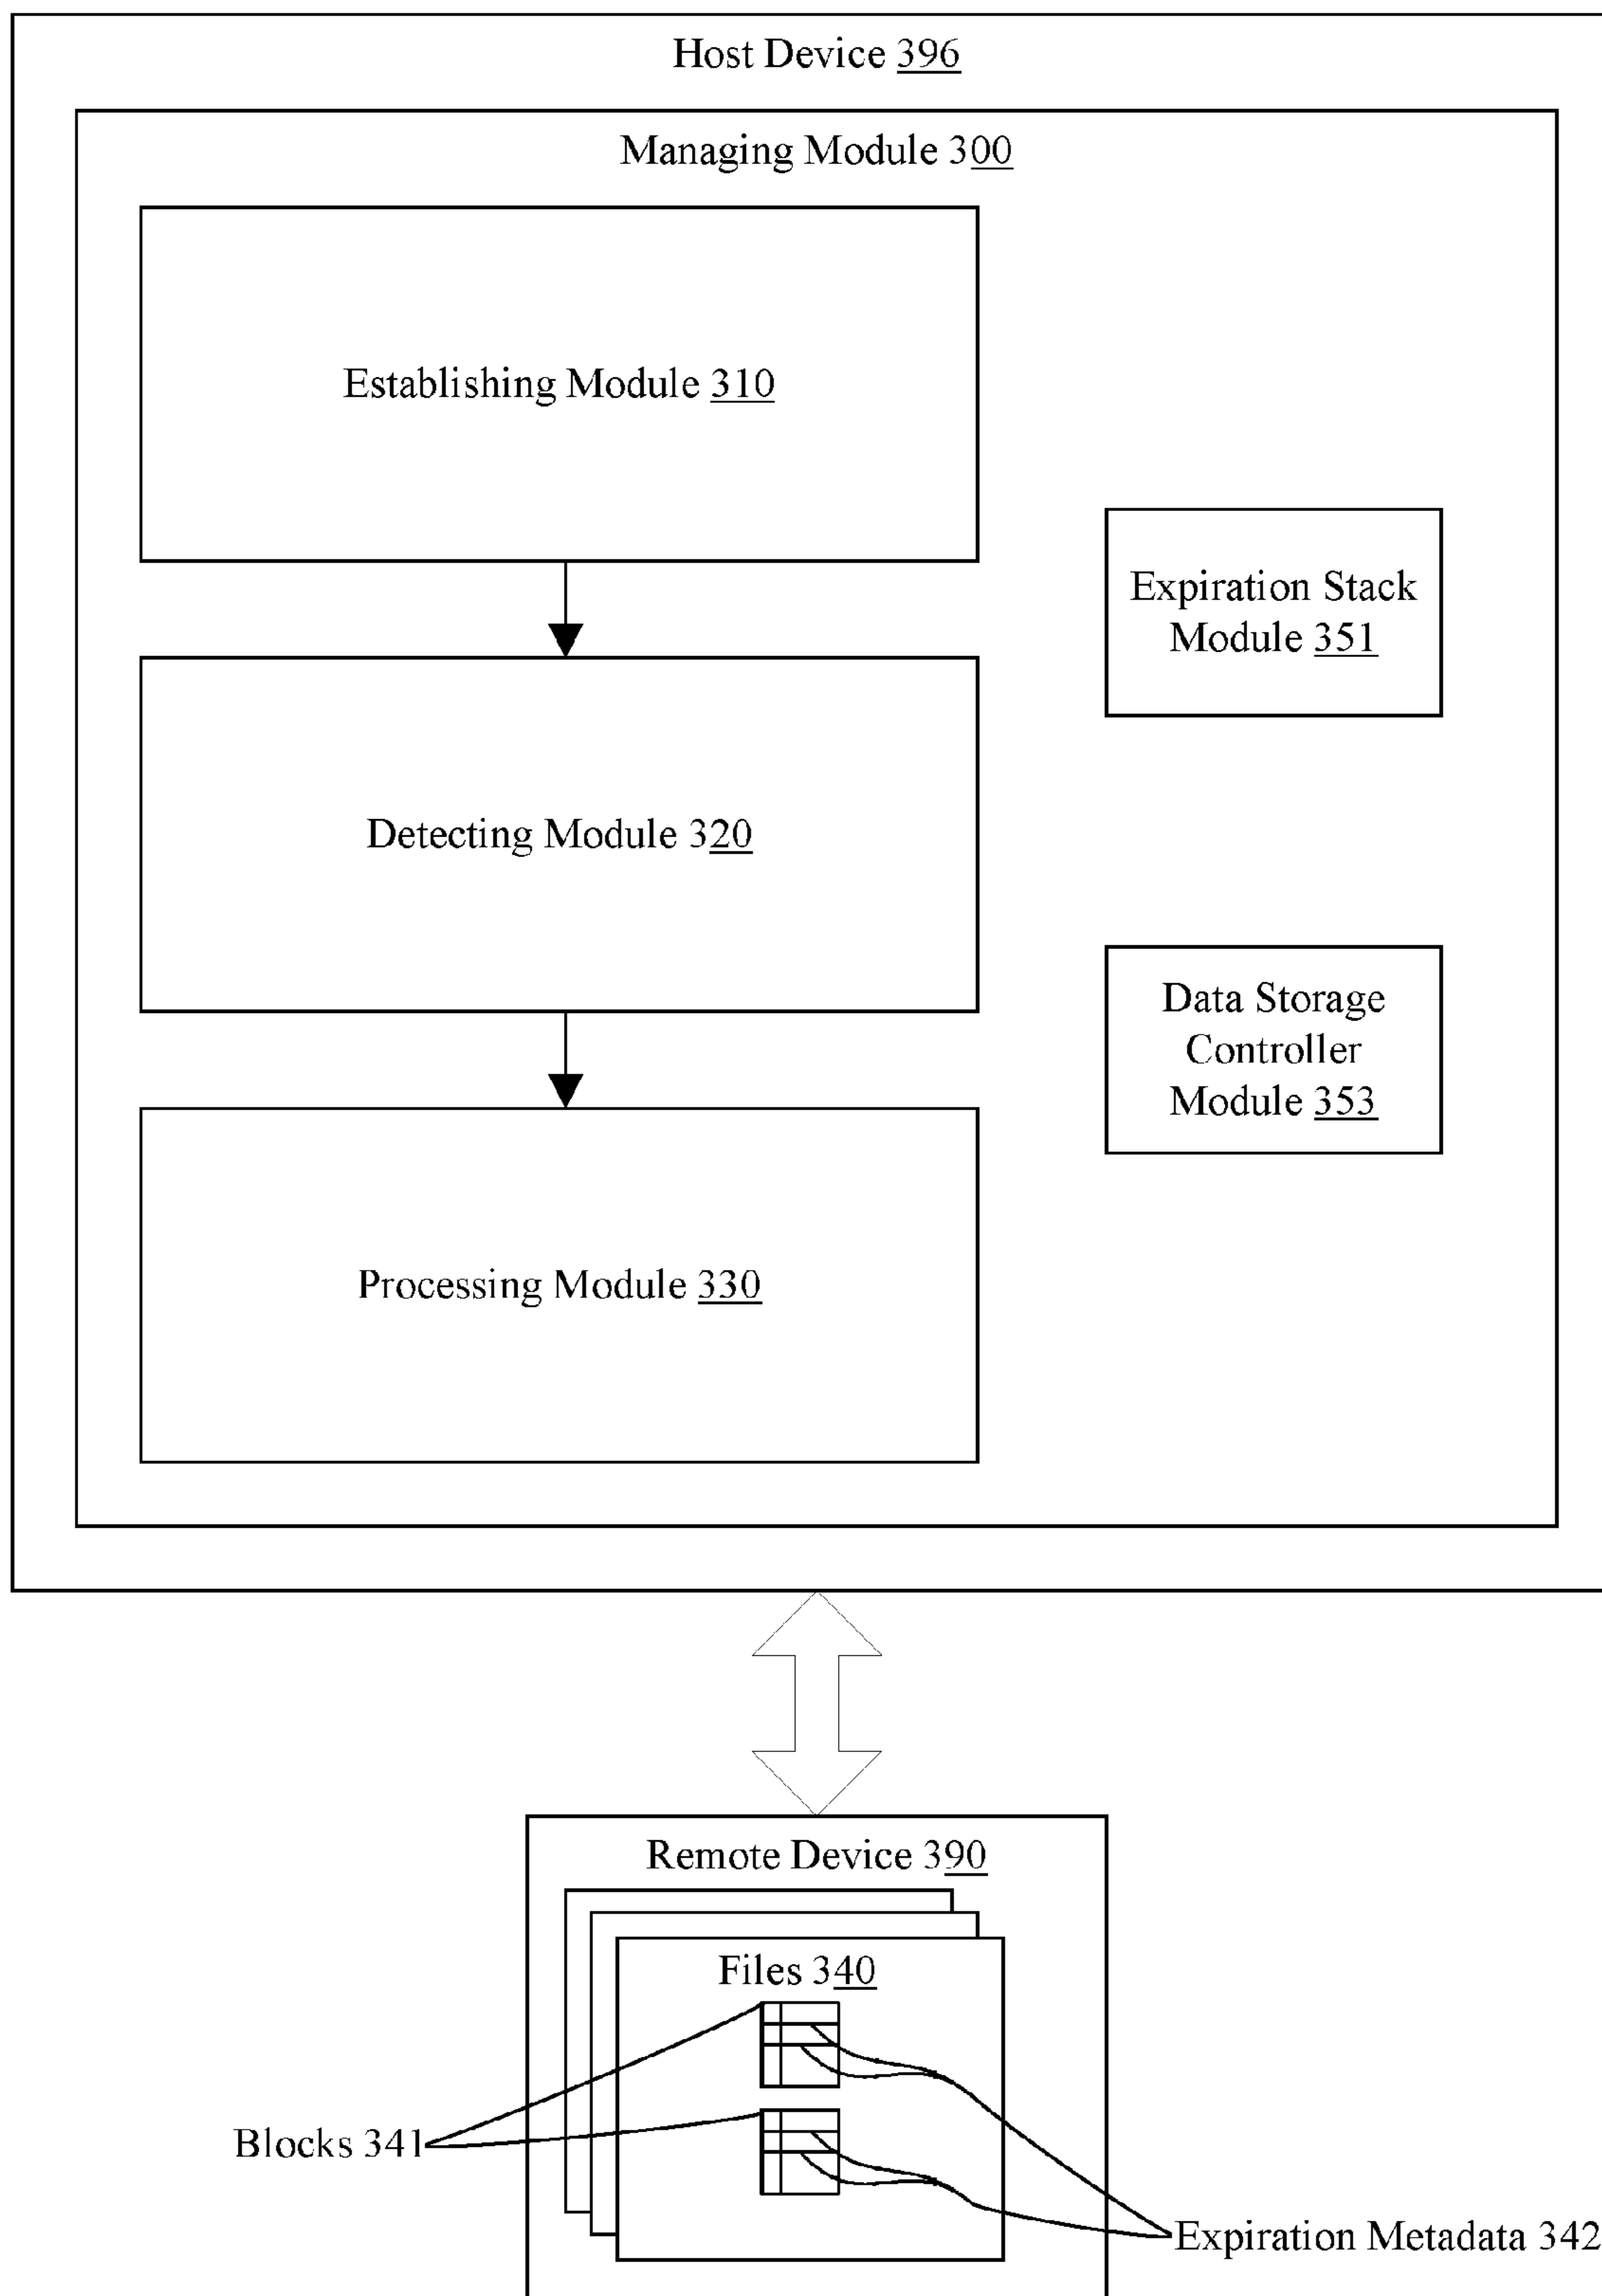 Host Device 396
Managing Module 300
Establishing Module 310
Expiration Stack
Module 351
Detecting Module 320
Data Storage
Controller
Module 353
Processing Module 330
Remote Device 390
Files 340
Blocks 341
Expiration Metadata 342